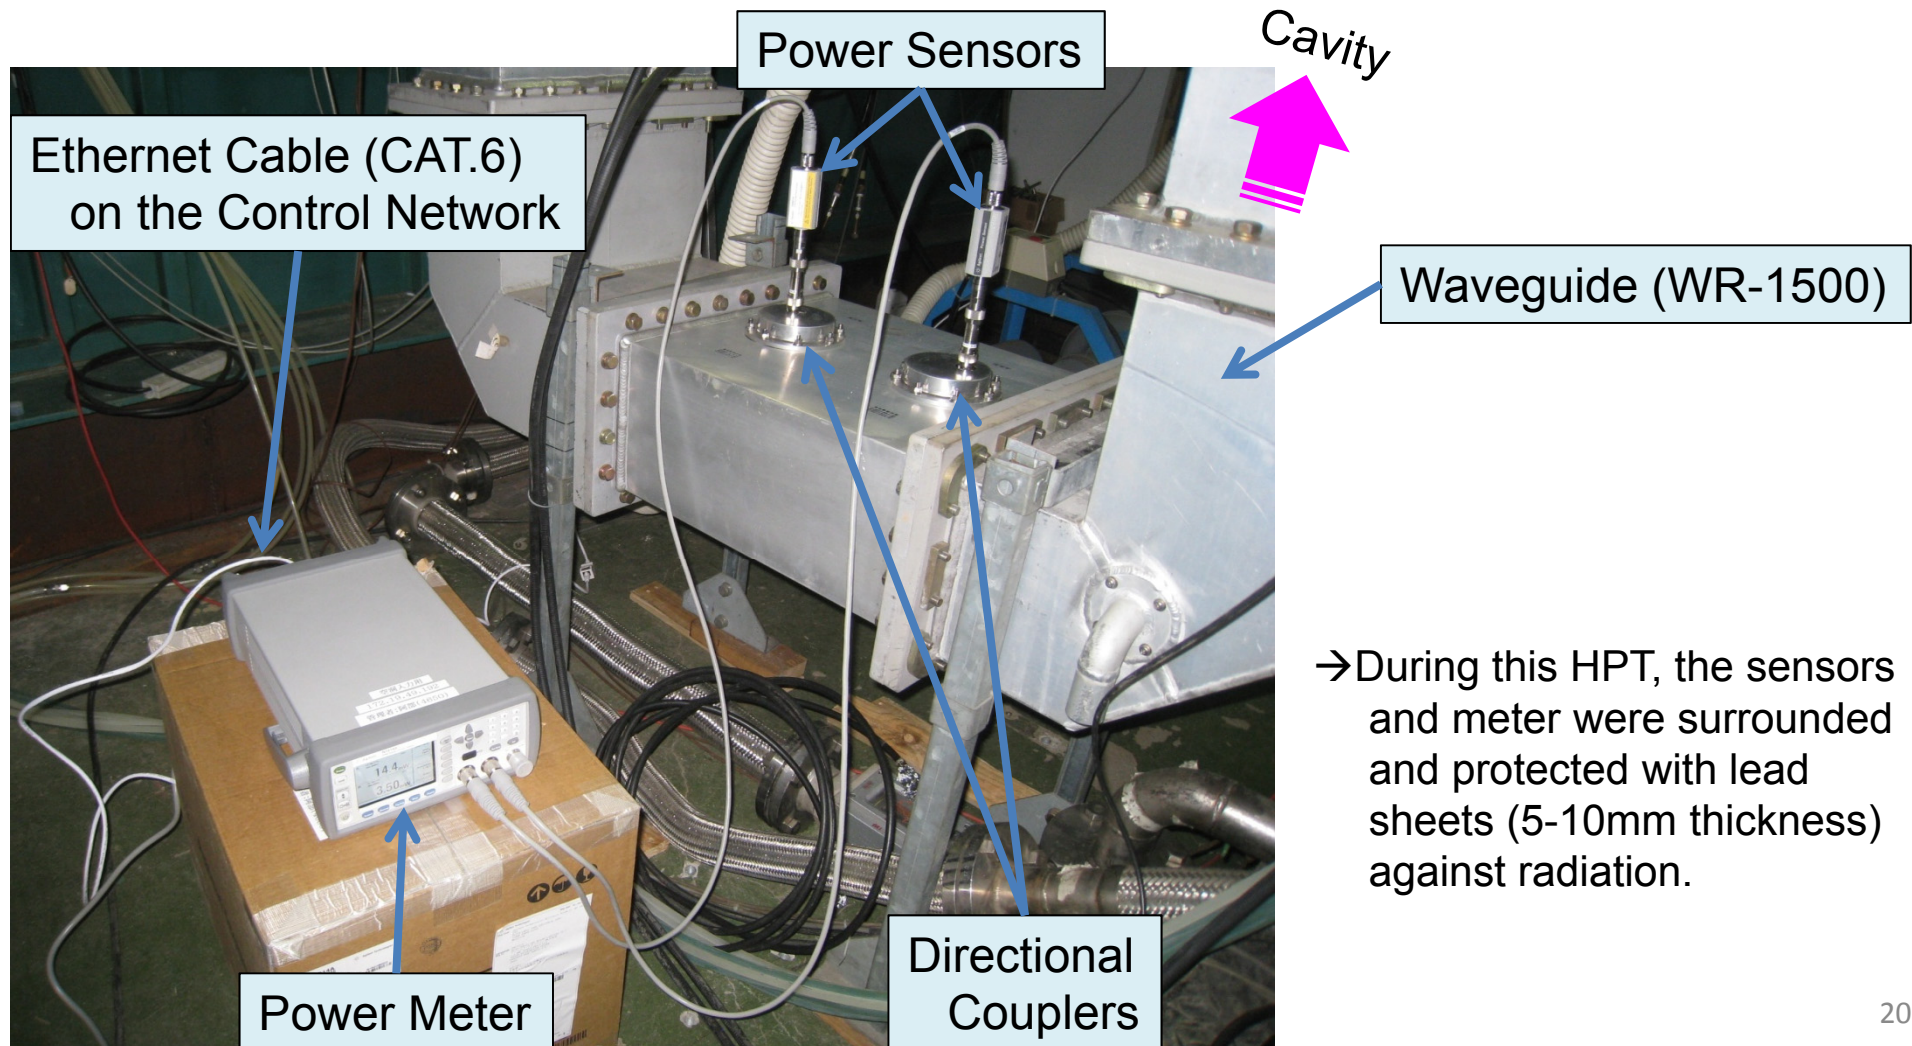 Power Sensors
Cavity
Ethernet Cable (CAT.6)
on the Control Network
Waveguide (WR-1500)
→During this HPT, the sensors
and meter were surrounded
and protected with lead
sheets (5-10mm thickness)
against radiation.
Directional
Couplers
Power Meter
20